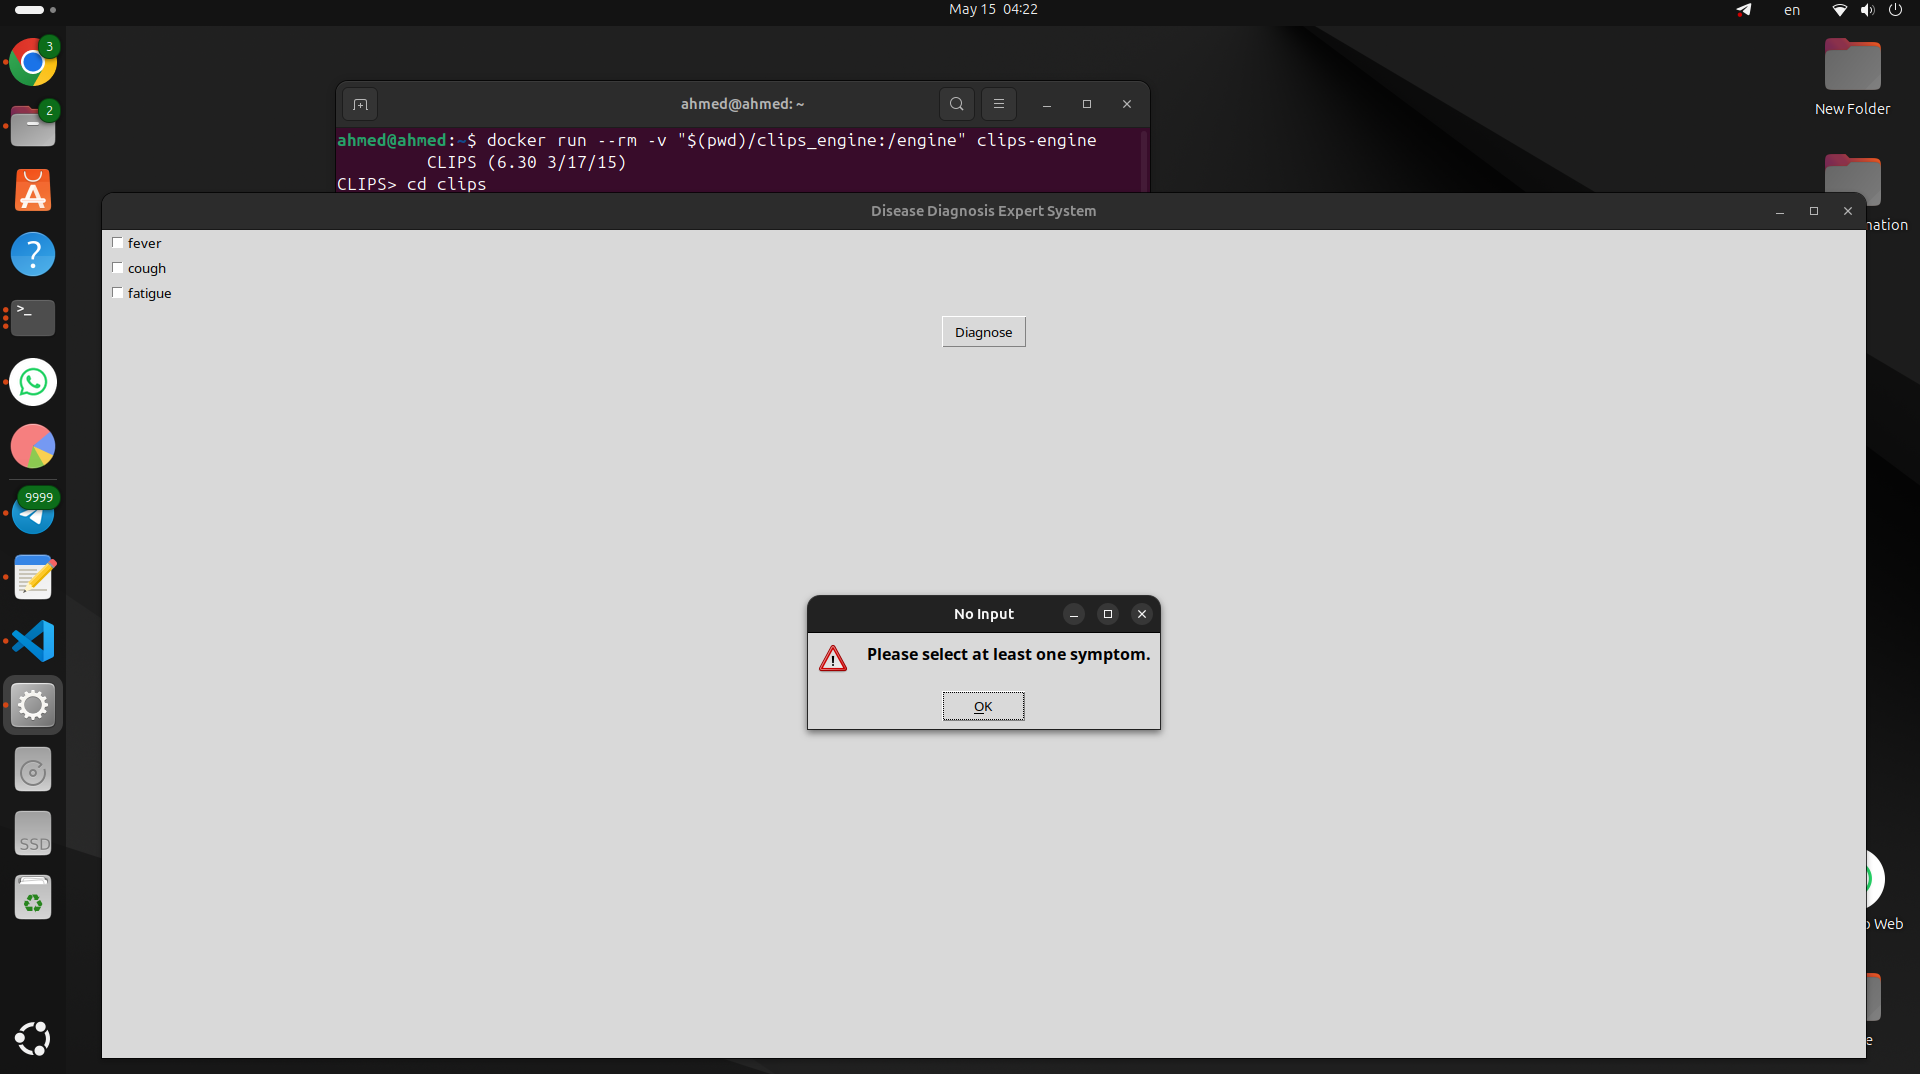 May 15 04:22
en
3
2
ahmed@ahmed: ~
ahmed@ahmed:~$ docker run --rm -v "$(pwd)/clips_engine:/engine" clips-engine
CLIPS (6.30 3/17/15)
CLIPS> cd clips
New Folder
Disease Diagnosis Expert System
nation
fever
cough
fatigue
Diagnose
9999
No Input
Please select at least one symptom.
OK
SSD
Web
e